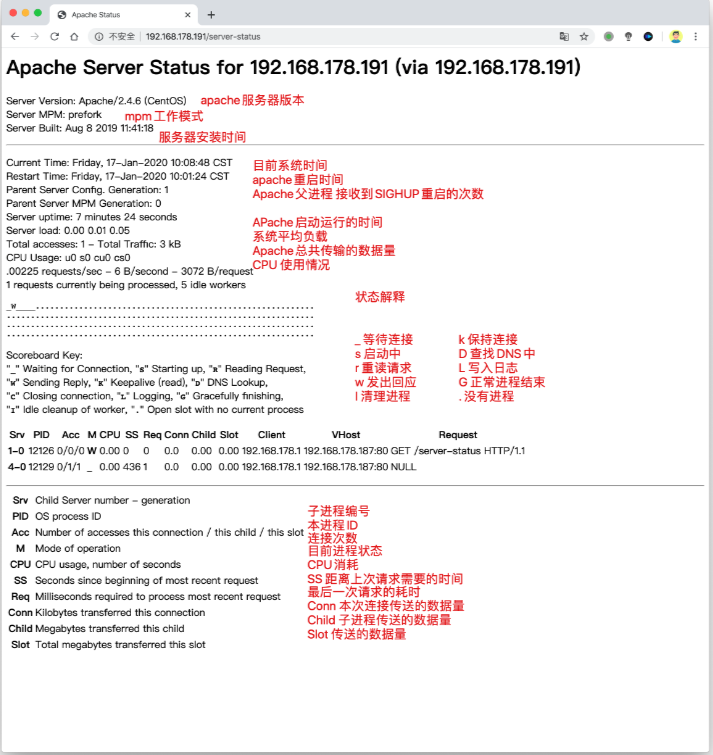 Apache Status
不安全 | 192.168.178.191/server-status
Apache Server Status for 192.168.178.191 (via 192.168.178.191)
Server Version: Apache/2.4.6 (CentOS) apache服务器版本
Server MPM: prefork mpm工作模式
Server Built: Aug 8 2019 11:41:18 服务器安装时间
Current Time: Friday, 17-Jan-2020 10:08:48 CST 目前系统时间
Restart Time: Friday, 17-Jan-2020 10:01:24 CST apache重启时间
Parent Server Config. Generation: 1 Apache父进程 接收到SIGHUP重启的次数
Parent Server MPM Generation: 0
Server uptime: 7 minutes 24 seconds APache启动运行的时间
Server load: 0.00 0.01 0.05 系统平均负载
Total accesses: 1 - Total Traffic: 3 kB Apache总共传输的数据量
CPU Usage: u0 s0 cu0 cs0 CPU 使用情况
.00225 requests/sec - 6 B/second - 3072 B/request
1 requests currently being processed, 5 idle workers
状态解释
_W____..........................................................
................................................................
................................................................
................................................................
_ 等待连接 k 保持连接
Scoreboard Key: s 启动中 D 查找DNS中
"_" Waiting for Connection, "S" Starting up, "R" Reading Request, r 重读请求 L 写入日志
"W" Sending Reply, "K" Keepalive (read), "D" DNS Lookup, w 发出回应 G 正常进程结束
"C" Closing connection, "L" Logging, "G" Gracefully finishing, I 清理进程 . 没有进程
"I" Idle cleanup of worker, "." Open slot with no current process
Srv PID Acc M CPU SS Req Conn Child Slot Client VHost Request
1-0 12126 0/0/0 W 0.00 0 0 0.0 0.00 0.00 192.168.178.1 192.168.178.187:80 GET /server-status HTTP/1.1
4-0 12129 0/1/1 _ 0.00 436 1 0.0 0.00 0.00 192.168.178.1 192.168.178.187:80 NULL
Srv Child Server number - generation 子进程编号
PID OS process ID 本进程ID
Acc Number of accesses this connection / this child / this slot 连接次数
M Mode of operation 目前进程状态
CPU CPU usage, number of seconds CPU消耗
SS Seconds since beginning of most recent request SS 距离上次请求需要的时间
Req Milliseconds required to process most recent request 最后一次请求的耗时
Conn Kilobytes transferred this connection Conn 本次连接传送的数据量
Child Megabytes transferred this child Child 子进程传送的数据量
Slot Total megabytes transferred this slot Slot 传送的数据量